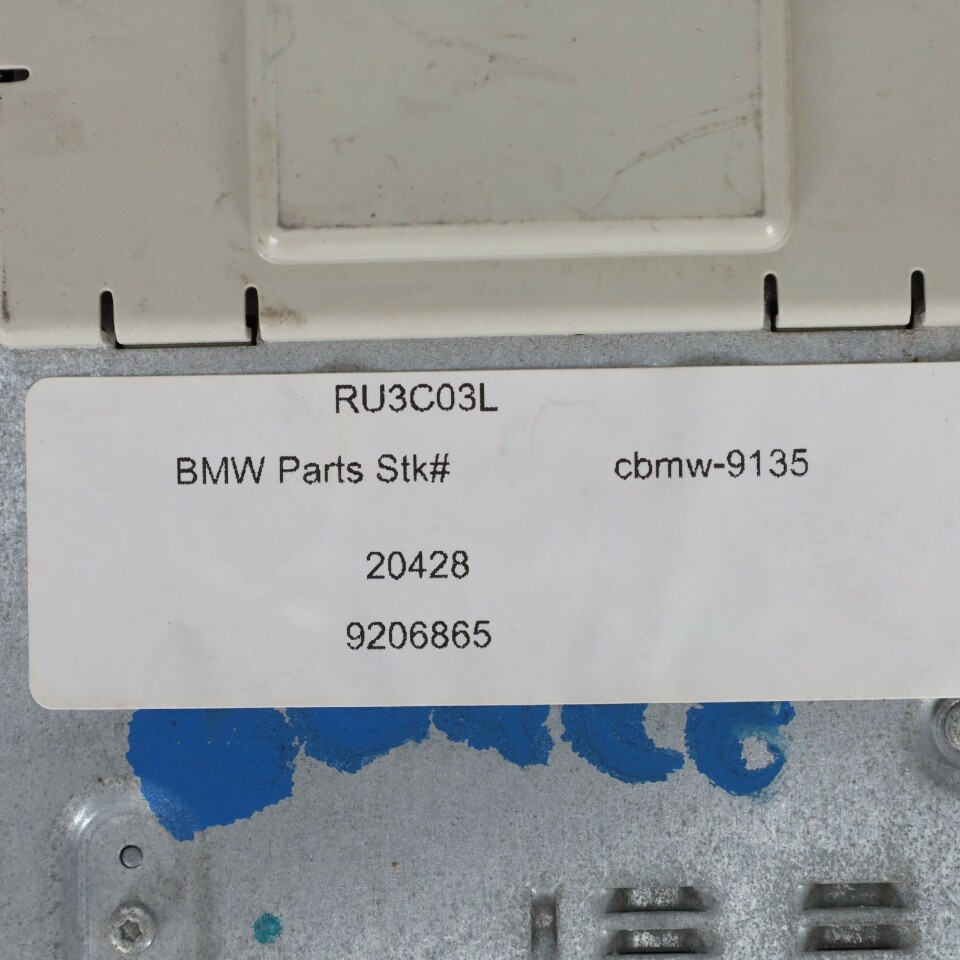 RU3C03L
BMW Parts Stk# cbmw-9135
20428
9206865